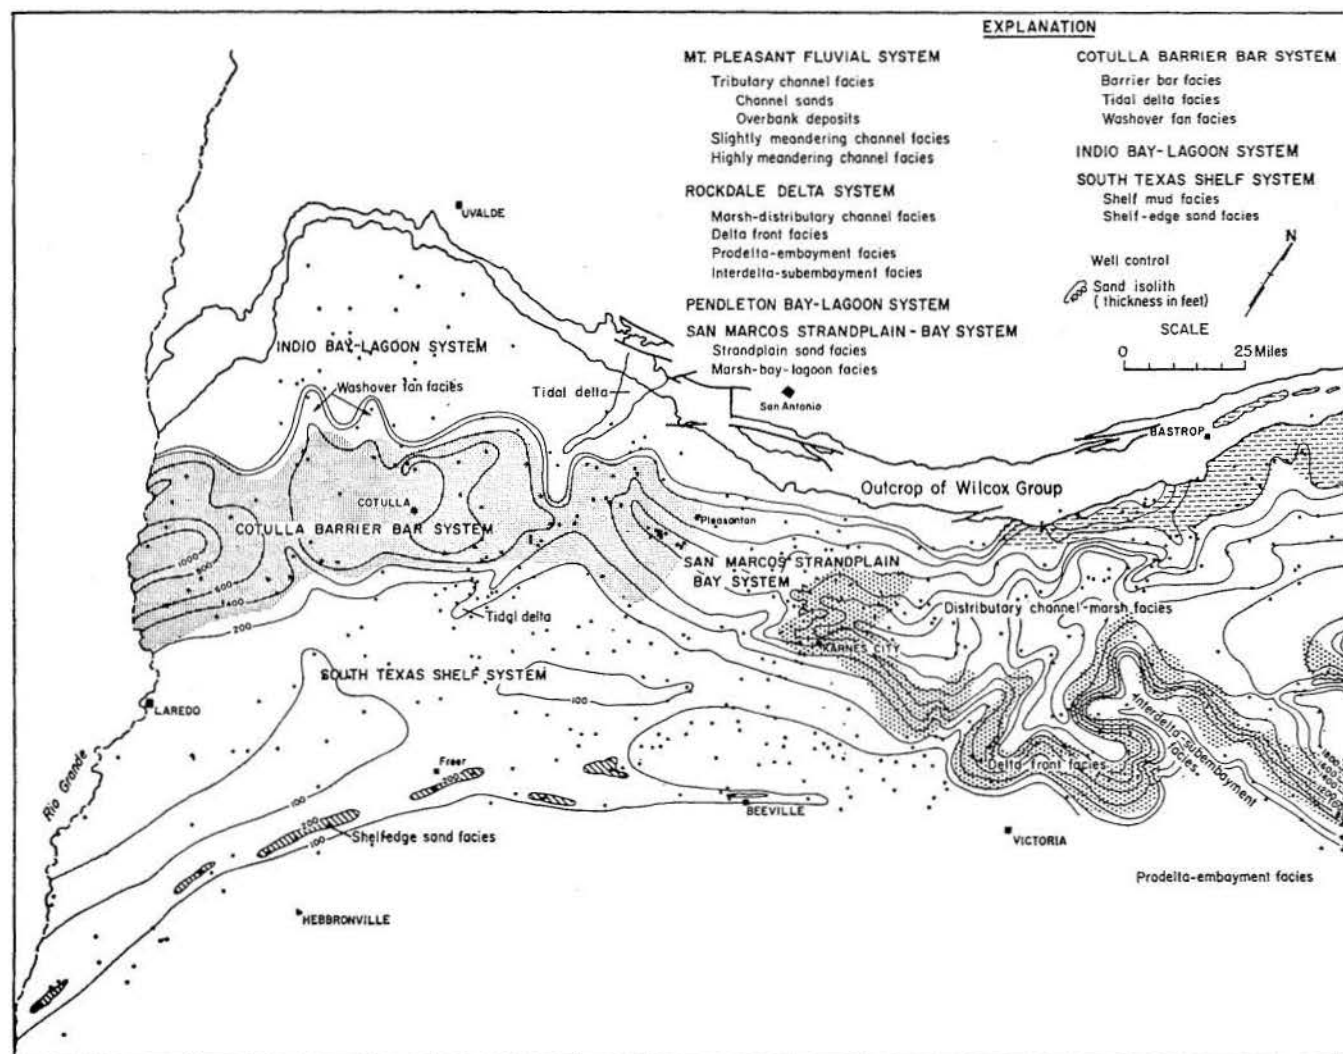 EXPLANATION
MT. PLEASANT FLUVIAL SYSTEM
Tributary channel facies
Channel sands
Overbank deposits
Slightly meandering channel facies
Highly meandering channel facies
ROCKDALE DELTA SYSTEM
Marsh-distributary channel facies
Delta front facies
Prodelta-embayment facies
Interdelta-subembayment facies
PENDLETON BAY-LAGOON SYSTEM
SAN MARCOS STRANDPLAIN-BAY SYSTEM
Strandplain sand facies
Marsh-bay-lagoon facies
COTULLA BARRIER BAR SYSTEM
Barrier bar facies
Tidal delta facies
Washover fan facies
INDIO BAY-LAGOON SYSTEM
SOUTH TEXAS SHELF SYSTEM
Shelf mud facies
Shelf-edge sand facies
N
Well control
Sand isolith
(thickness in feet)
SCALE
0 25 Miles
UVALDE
INDIO BAY-LAGOON SYSTEM
Washover fan facies
Tidal delta
San Antonio
BASTROP
Outcrop of Wilcox Group
COTULLA
COTULLA BARRIER BAR SYSTEM
Pleasanton
SAN MARCOS STRANDPLAIN
BAY SYSTEM
1000
800
600
400
200
Tidal delta
Distributary channel-marsh facies
KARNES CITY
SOUTH TEXAS SHELF SYSTEM
100
LAREDO
Rio Grande
Freer
200
Delta front facies
Interdelta-subembayment
facies
100
200
100
Shelfedge sand facies
BEEVILLE
VICTORIA
Prodelta-embayment facies
HEBBRONVILLE